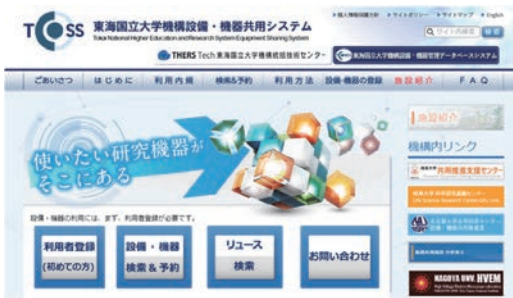 個人情報保護方針 サイトポリシー サイトマップ English
TCOSS 東海国立大学機構設備・機器共用システム
Tokai National Higher Education and Research System Equipment Sharing System
サイト内検索 検索
THERS Tech 東海国立大学機構統括技術センター
東海国立大学機構設備・機器管理データベースシステム
ごあいさつ はじめに 利用内規 検索&予約 利用方法 設備・機器の登録 施設紹介 FAQ
使いたい研究機器が
そこにある
施設紹介
機構内リンク
共用推進支援センター
設備・機器の利用には、まず、利用者登録が必要です。
利用者登録
(初めての方)
設備・機器
検索&予約
リユース
検索
お問い合わせ
NAGOYA UNIV. HVEM